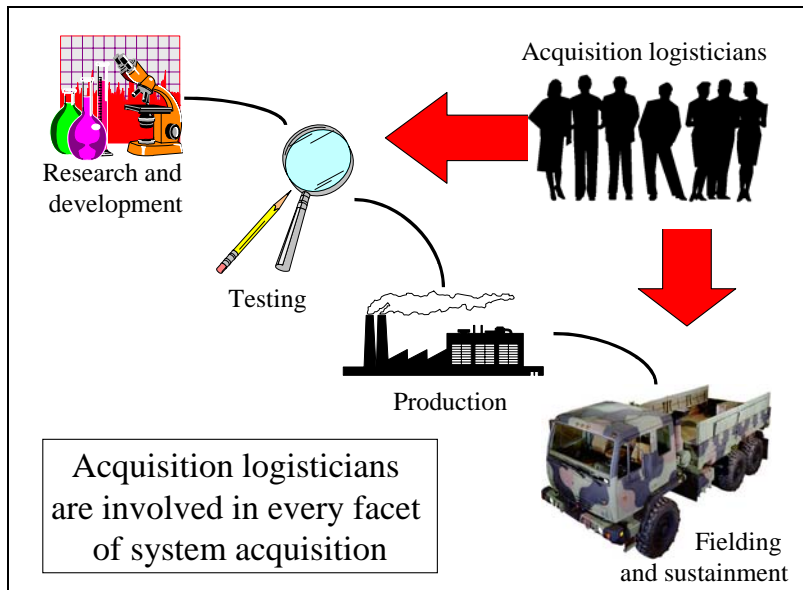 Acquisition logisticians
Research and
development
Testing
Production
Acquisition logisticians
are involved in every facet
of system acquisition
Fielding
and sustainment